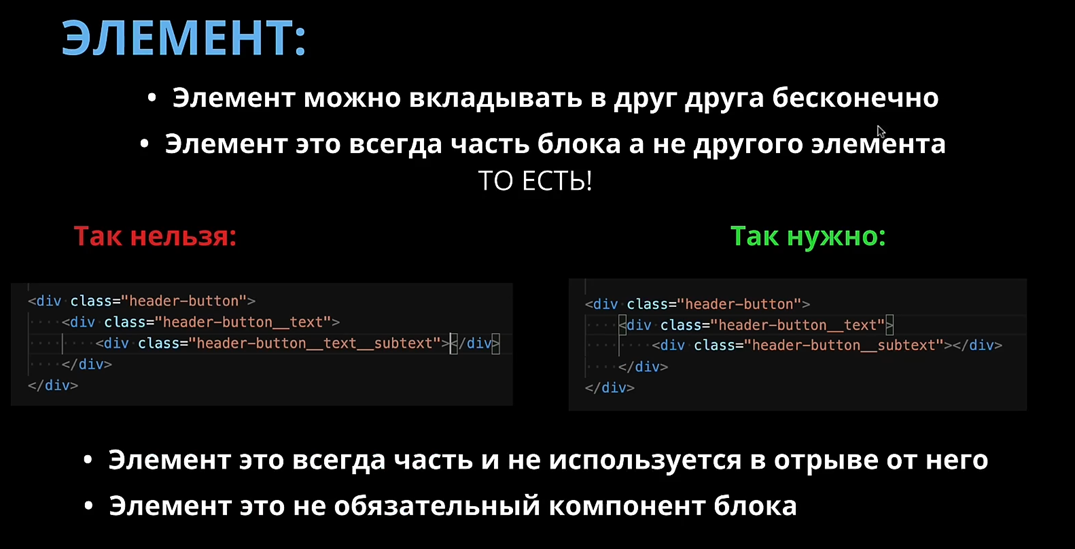 ЭЛЕМЕНТ:
• Элемент можно вкладывать в друг друга бесконечно
• Элемент это всегда часть блока а не другого элемента
ТО ЕСТЬ!
Так нельзя:
<div class="header-button">
<div class="header-button__text">
<div class="header-button__text__subtext"></div>
</div>
</div>
Так нужно:
<div class="header-button">
<div class="header-button__text">
<div class="header-button__subtext"></div>
</div>
</div>
• Элемент это всегда часть и не используется в отрыве от него
• Элемент это не обязательный компонент блока